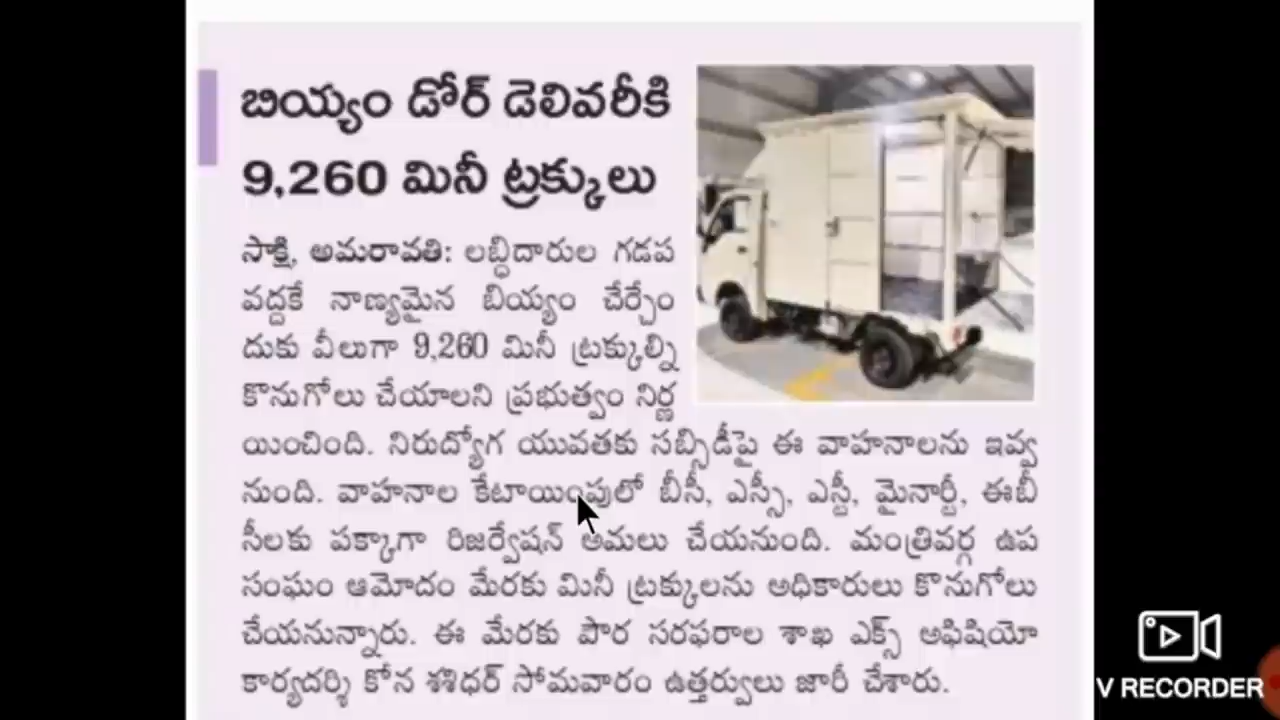 బియ్యం డోర్ డెలివరీకి
9,260 మినీ ట్రక్కులు
సాక్షి, అమరావతి: లబ్ధిదారుల గడప
వద్దకే నాణ్యమైన బియ్యం చేర్చేం
దుకు వీలుగా 9,260 మినీ ట్రక్కుల్ని
కొనుగోలు చేయాలని ప్రభుత్వం నిర్ణ
యించింది. నిరుద్యోగ యువతకు సబ్సిడీపై ఈ వాహనాలను ఇవ్వ
నుంది. వాహనాల కేటాయింపులో బీసీ, ఎస్సీ, ఎస్టీ, మైనార్టీ, ఈబీ
సీలకు పక్కాగా రిజర్వేషన్ అమలు చేయనుంది. మంత్రివర్గ ఉప
సంఘం ఆమోదం మేరకు మినీ ట్రక్కులను అధికారులు కొనుగోలు
చేయనున్నారు. ఈ మేరకు పౌర సరఫరాల శాఖ ఎక్స్ అఫిషియో
కార్యదర్శి కోన శశిధర్ సోమవారం ఉత్తర్వులు జారీ చేశారు.
V RECORDER